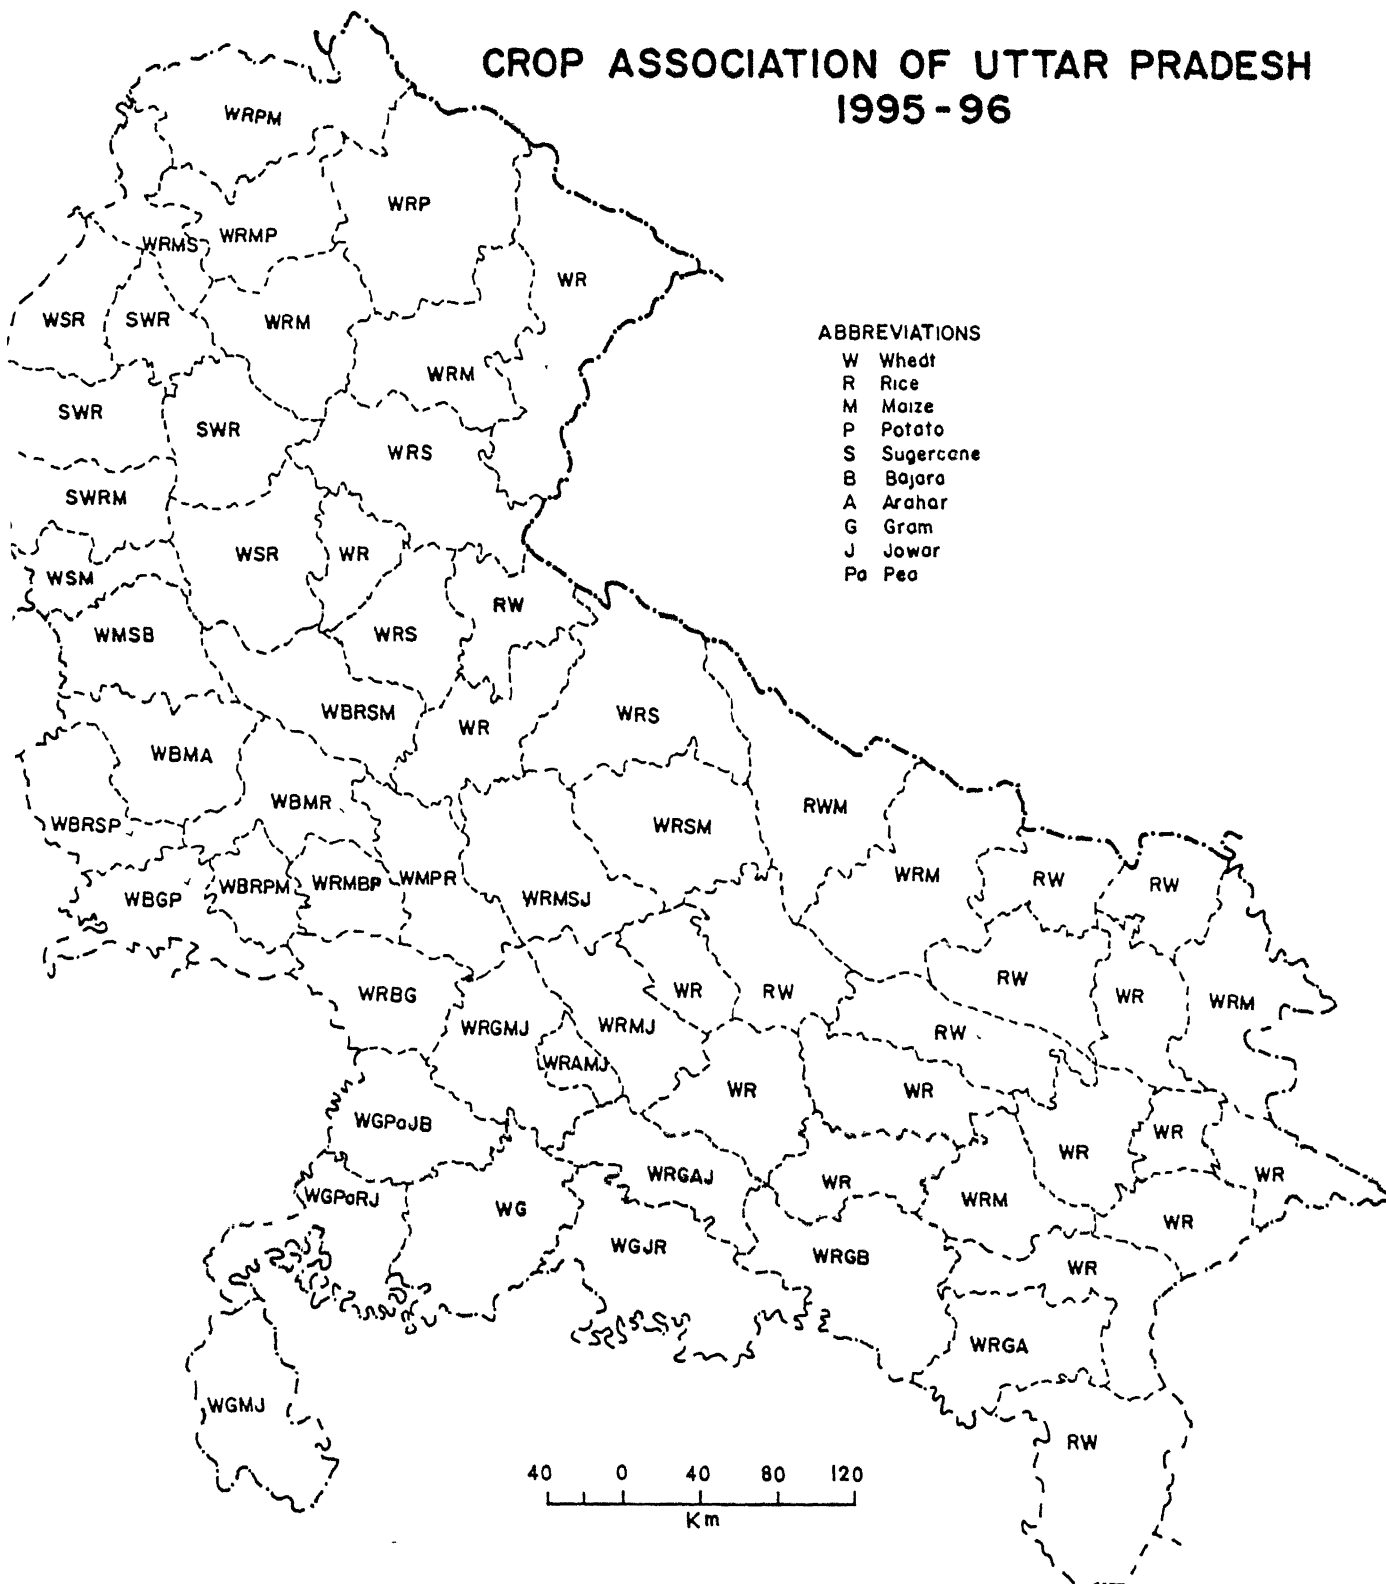 CROP ASSOCIATION OF UTTAR PRADESH
1995-96
WRPM
WRP
WRMS
WRMP
WR
WSR
SWR
WRM
WRM
SWR
SWR
WRS
SWRM
WSR
WR
WSM
RW
WMSB
WRS
WBRSM
WR
WRS
WBMA
WBMR
WBRSP
RWM
WRSM
WBGP
WBRPM
WRMBP
WMPR
WRMSJ
WRM
RW
RW
WRBG
WR
RW
RW
WR
WRM
WRGMJ
WRMJ
RW
WRAMJ
WR
WR
WGPaJB
WR
WR
WR
WGPaRJ
WG
WRGAJ
WR
WRM
WR
WGJR
WRGB
WR
WRGA
WGMJ
RW
ABBREVIATIONS
W Wheat
R Rice
M Maize
P Potato
S Sugercane
B Bajara
A Arahar
G Gram
J Jowar
Pa Pea
40 0 40 80 120
Km